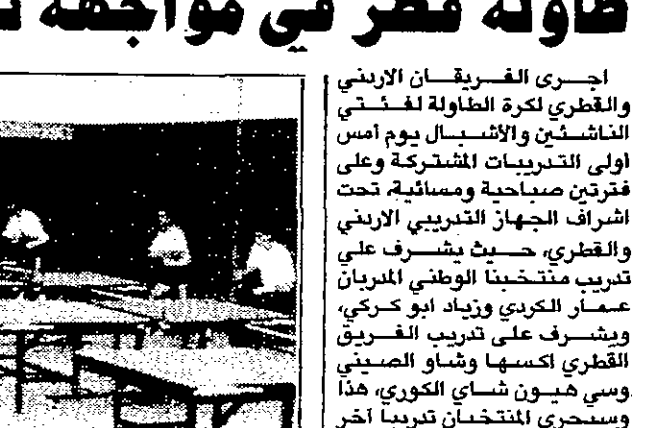 طاولة قطر في مواجهة
اجرى الفريقان الاردني
والقطري لكرة الطاولة لفئتي
الناشئين والأشبال يوم أمس
اولى التدريبات المشتركة وعلى
فترتين صباحية ومسائية، تحت
اشراف الجهاز التدريبي الاردني
والقطري، حيث يشرف على
تدريب منتخبنا الوطني المدربان
عمار الكردي وزياد ابو كركي،
ويشرف على تدريب الفريق
القطري اكسها وشاو الصيني
وسي هيون شاي الكوري، هذا
وسيجري المنتخبان تدريبا آخر